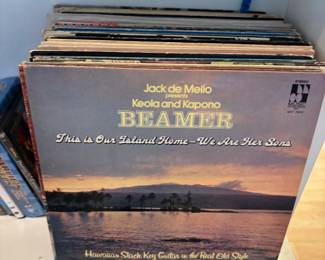 Jack de Mello
presents
Keola and Kapono
BEAMER
This is Our Island Home - We Are Her Sons
Hawaiian Slack Key Guitar in the Real Old Style
STEREO